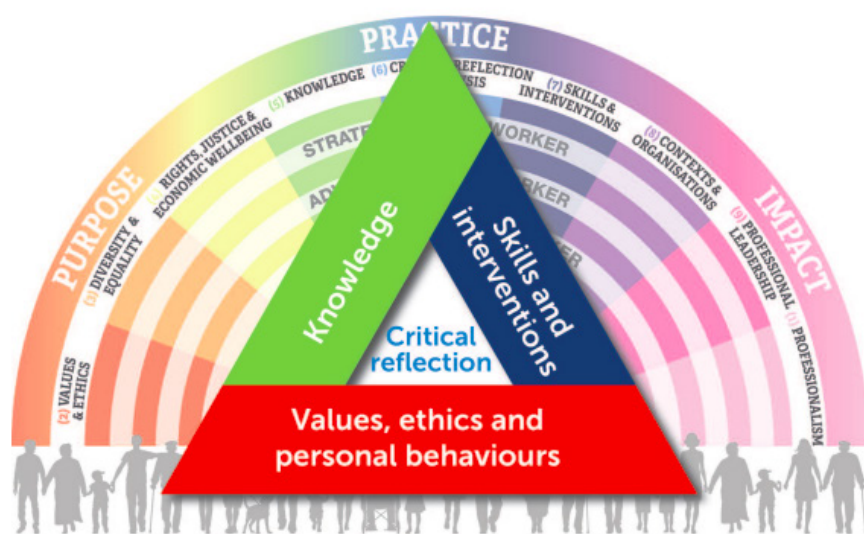 PRACTICE
PURPOSE
IMPACT
(2) VALUES
& ETHICS
(3) DIVERSITY &
EQUALITY
RIGHTS, JUSTICE &
ECONOMIC WELLBEING
(5) KNOWLEDGE
(6)
REFLECTION
(7) SKILLS &
INTERVENTIONS
(8) CONTEXTS &
ORGANISATIONS
(9) PROFESSIONAL
LEADERSHIP
(1) PROFESSIONALISM
WORKER
Knowledge
Skills and
interventions
Critical
reflection
Values, ethics and
personal behaviours